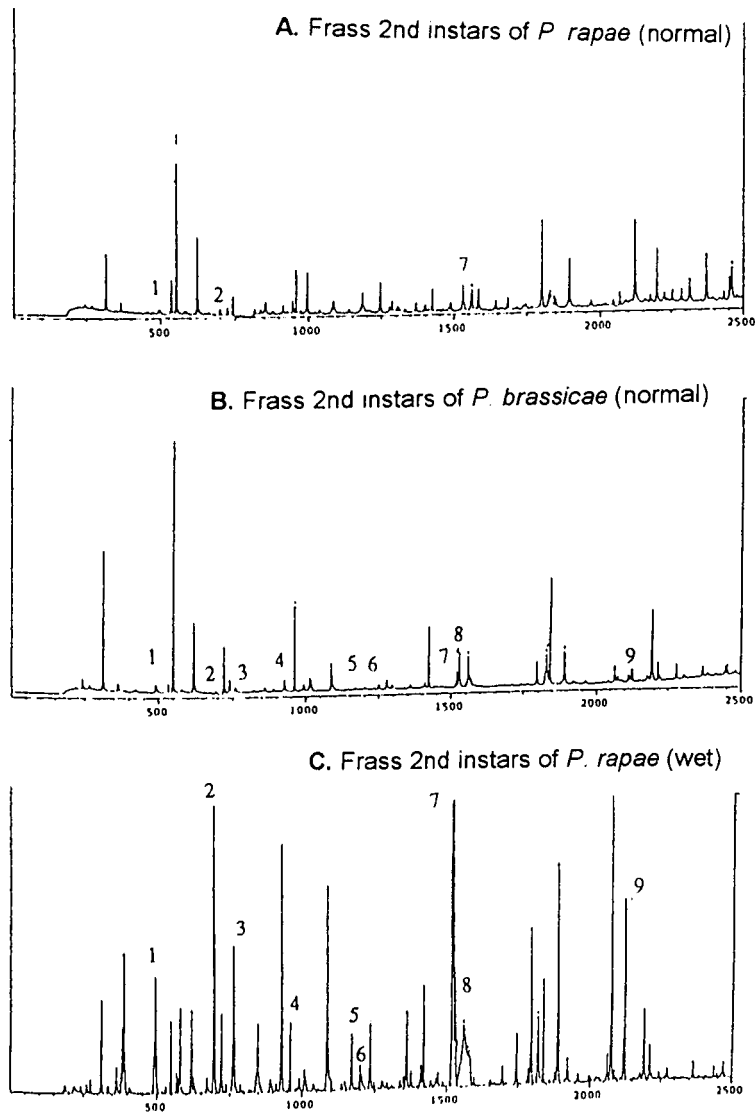 A. Frass 2nd instars of P rapae (normal)
1
1 2 7
500 1000 1500 2000 2500
B. Frass 2nd instars of P. brassicae (normal)
1 2 3 4 5 6 7 8 9
500 1000 1500 2000 2500
C. Frass 2nd instars of P. rapae (wet)
2 7
9
1 3
8
4 5
6
500 1000 1500 2000 2500